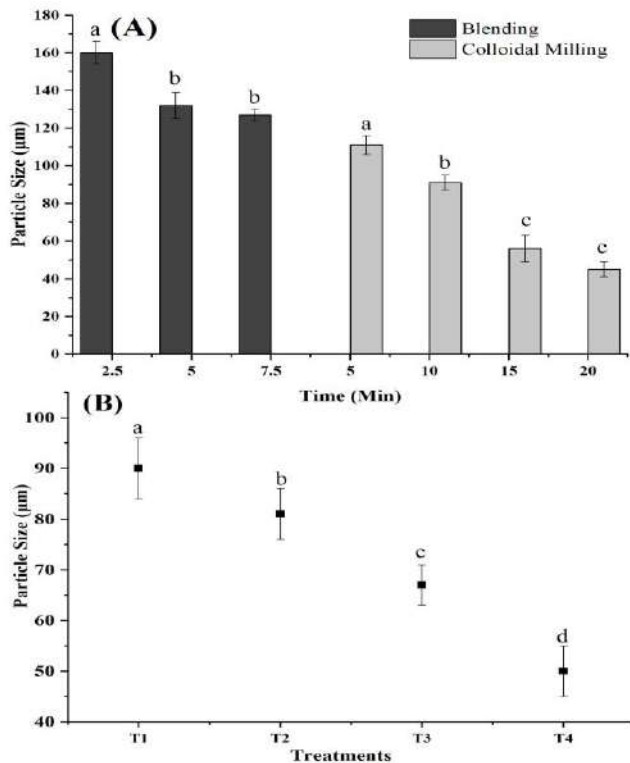 (A)
Blending
Colloidal Milling
Particle Size (μm)
160
140
120
100
80
60
40
20
0
a
b
b
a
b
c
c
2.5 5 7.5 5 10 15 20
Time (Min)
(B)
Particle Size (μm)
100
90
80
70
60
50
40
a
b
c
d
T1 T2 T3 T4
Treatments